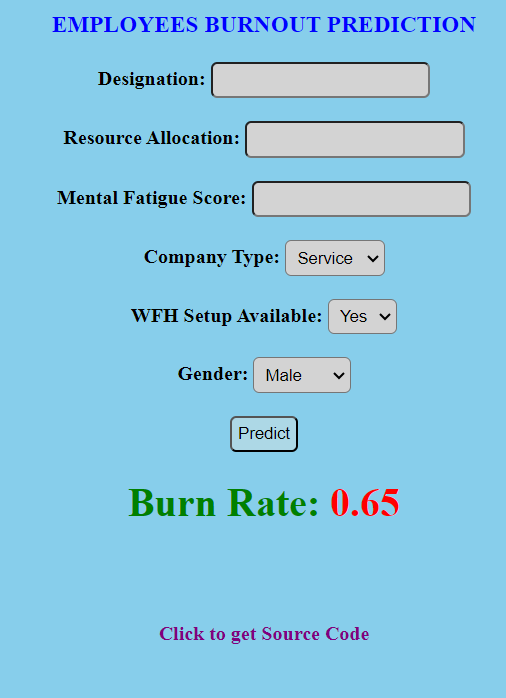 EMPLOYEES BURNOUT PREDICTION
Designation:
Resource Allocation:
Mental Fatigue Score:
Company Type: Service
WFH Setup Available: Yes
Gender: Male
Predict
Burn Rate: 0.65
Click to get Source Code